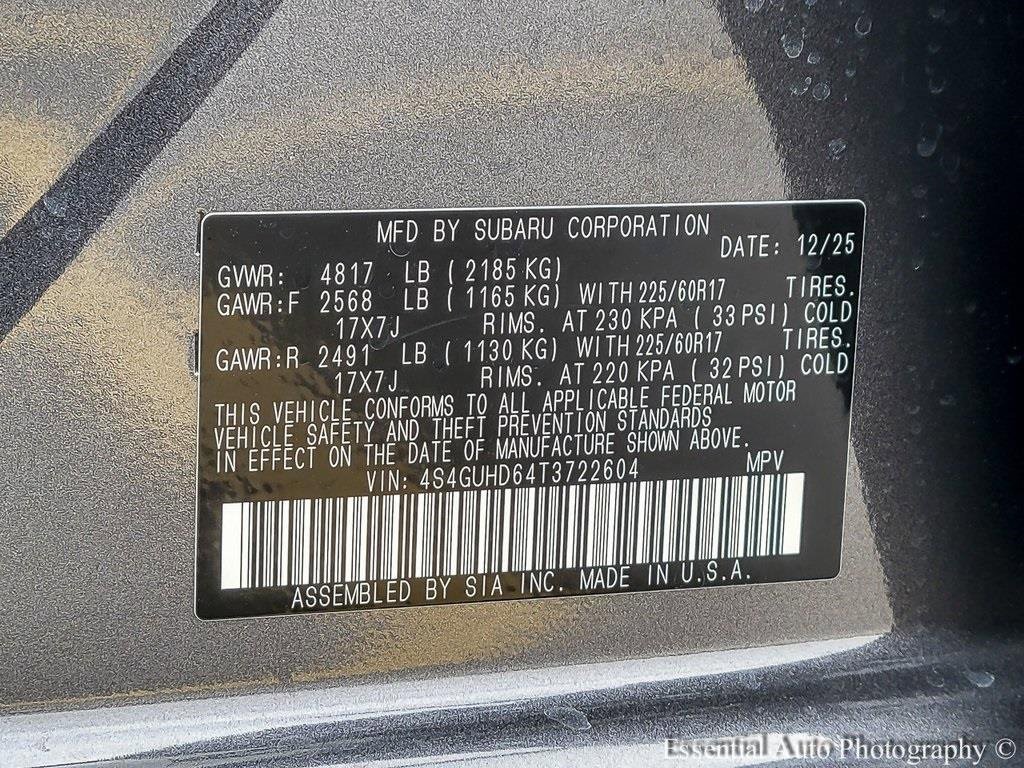 MFD BY SUBARU CORPORATION
DATE: 12/25
GVWR: 4817 LB ( 2185 KG)
GAWR:F 2568 LB ( 1165 KG) WITH 225/60R17 TIRES.
17X7J RIMS. AT 230 KPA ( 33 PSI) COLD
GAWR:R 2491 LB ( 1130 KG) WITH 225/60R17 TIRES.
17X7J RIMS. AT 220 KPA ( 32 PSI) COLD
THIS VEHICLE CONFORMS TO ALL APPLICABLE FEDERAL MOTOR
VEHICLE SAFETY AND THEFT PREVENTION STANDARDS
IN EFFECT ON THE DATE OF MANUFACTURE SHOWN ABOVE.
VIN: 4S4GUHD64T3722604 MPV
ASSEMBLED BY SIA INC. MADE IN U.S.A.
Essential Auto Photography ©